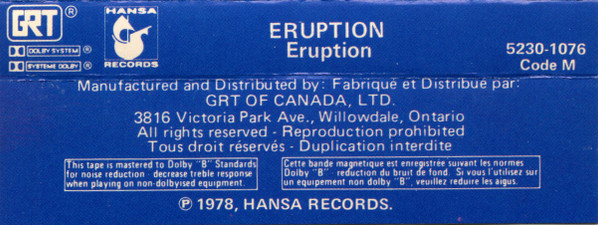 GRT ®
HANSA ®
RECORDS
DOLBY SYSTEM ®
SYSTEME DOLBY ®
ERUPTION
Eruption
5230-1076
Code M
Manufactured and Distributed by: Fabriqué et Distribué par:
GRT OF CANADA, LTD.
3816 Victoria Park Ave., Willowdale, Ontario
All rights reserved - Reproduction prohibited
Tous droit réservés - Duplication interdite
This tape is mastered to Dolby "B" Standards
for noise reduction - decrease treble response
when playing on non-dolbyised equipment.
Cette bande magnetique est enregistrée suivant les normes
Dolby "B" - reduction du bruit de fond. Si vous l'utilisez sur
un equipement non dolby "B", veuillez reduire les aigus.
℗ 1978, HANSA RECORDS.